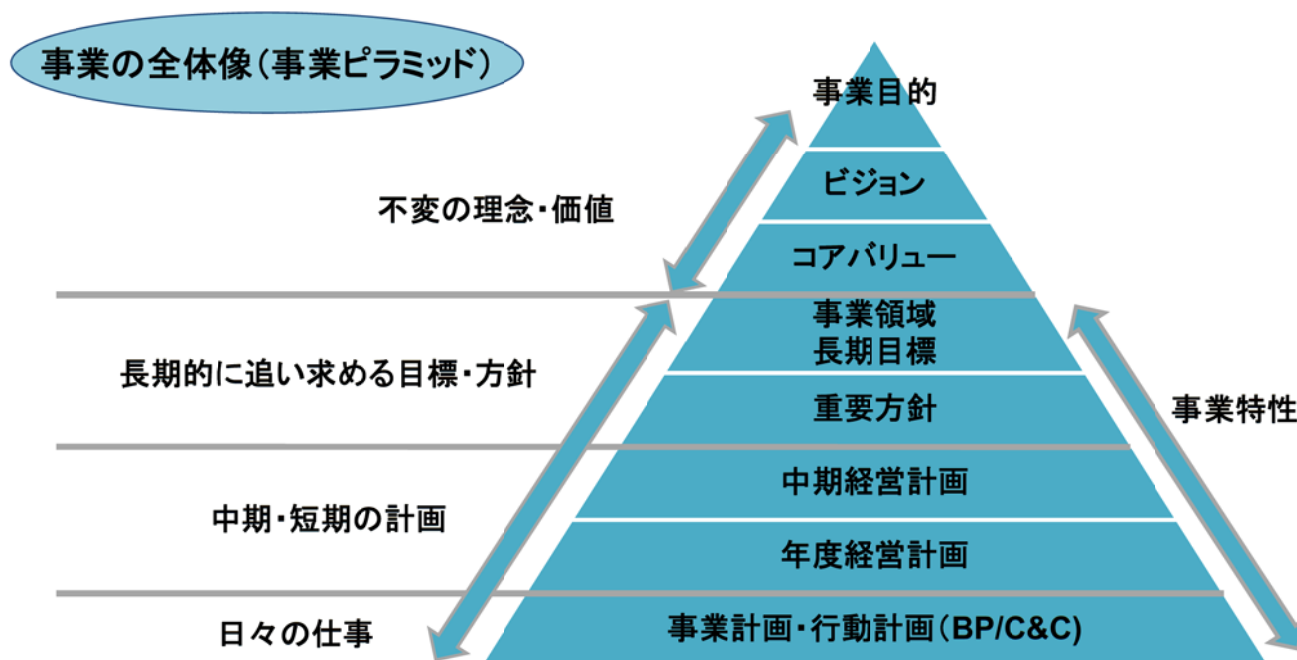 事業の全体像（事業ピラミッド）
事業目的
ビジョン
不変の理念・価値
コアバリュー
事業領域
長期目標
長期的に追い求める目標・方針
重要方針
事業特性
中期経営計画
中期・短期の計画
年度経営計画
日々の仕事
事業計画・行動計画（BP/C&C)